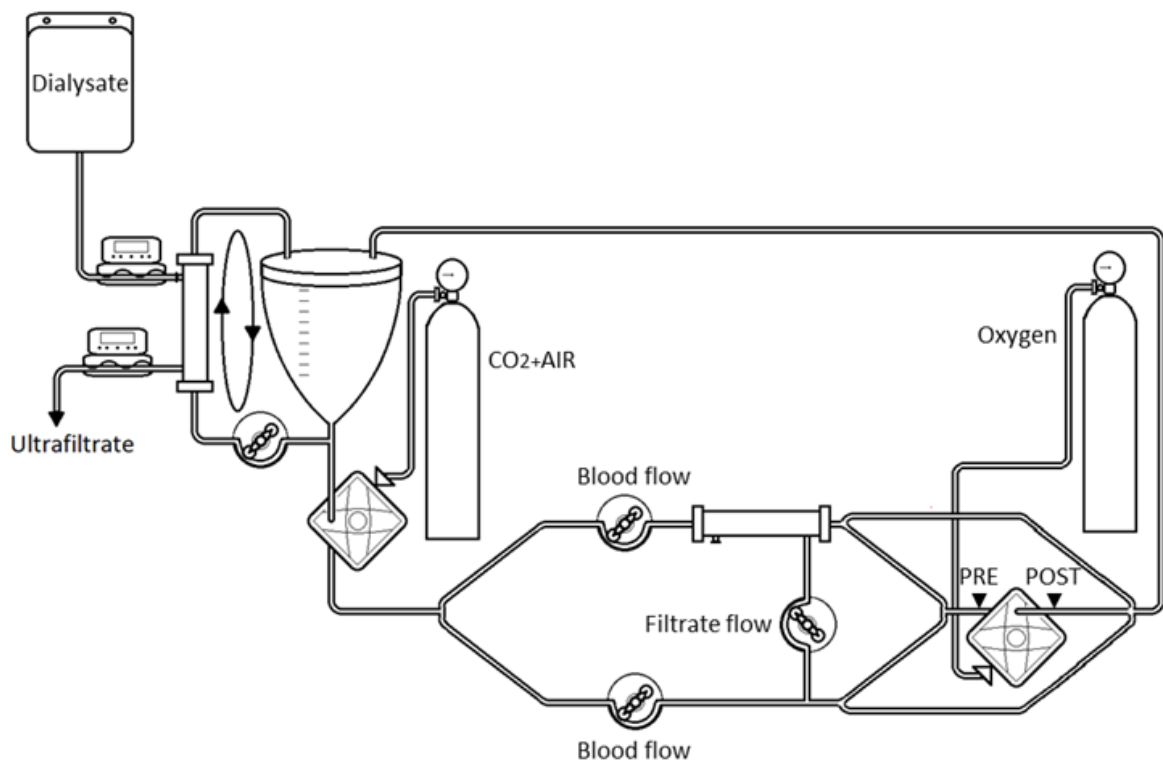 Dialysate
CO2+AIR
Oxygen
Ultrafiltrate
Blood flow
PRE
POST
Filtrate flow
Blood flow